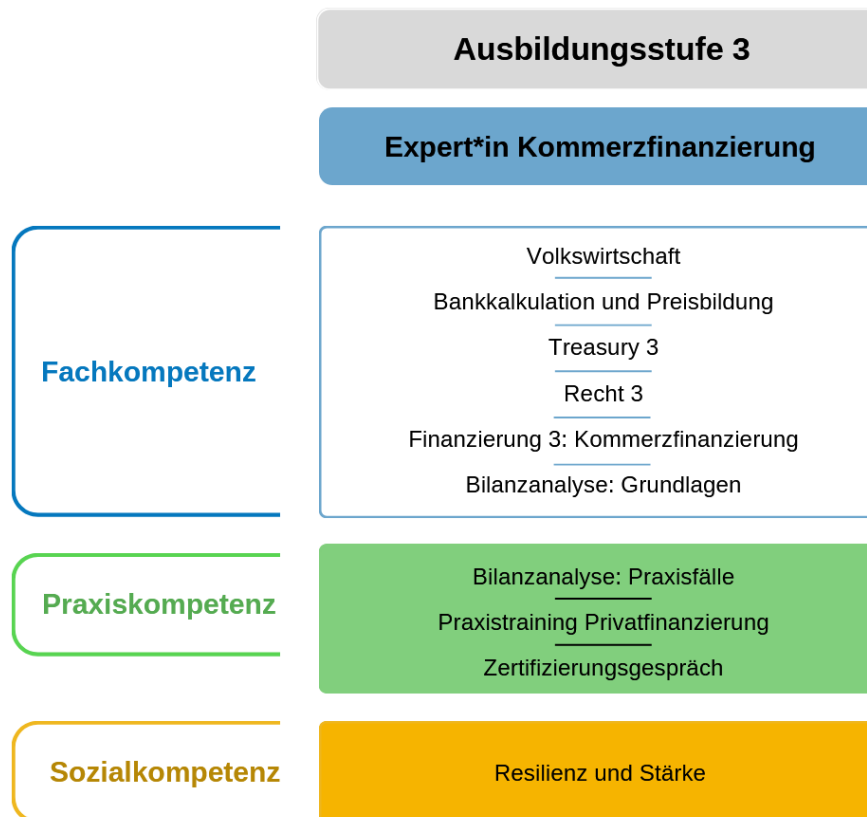 Ausbildungsstufe 3
Expert*in Kommerzfinanzierung
Fachkompetenz
Volkswirtschaft
Bankkalkulation und Preisbildung
Treasury 3
Recht 3
Finanzierung 3: Kommerzfinanzierung
Bilanzanalyse: Grundlagen
Praxiskompetenz
Bilanzanalyse: Praxisfälle
Praxistraining Privatfinanzierung
Zertifizierungsgespräch
Sozialkompetenz
Resilienz und Stärke